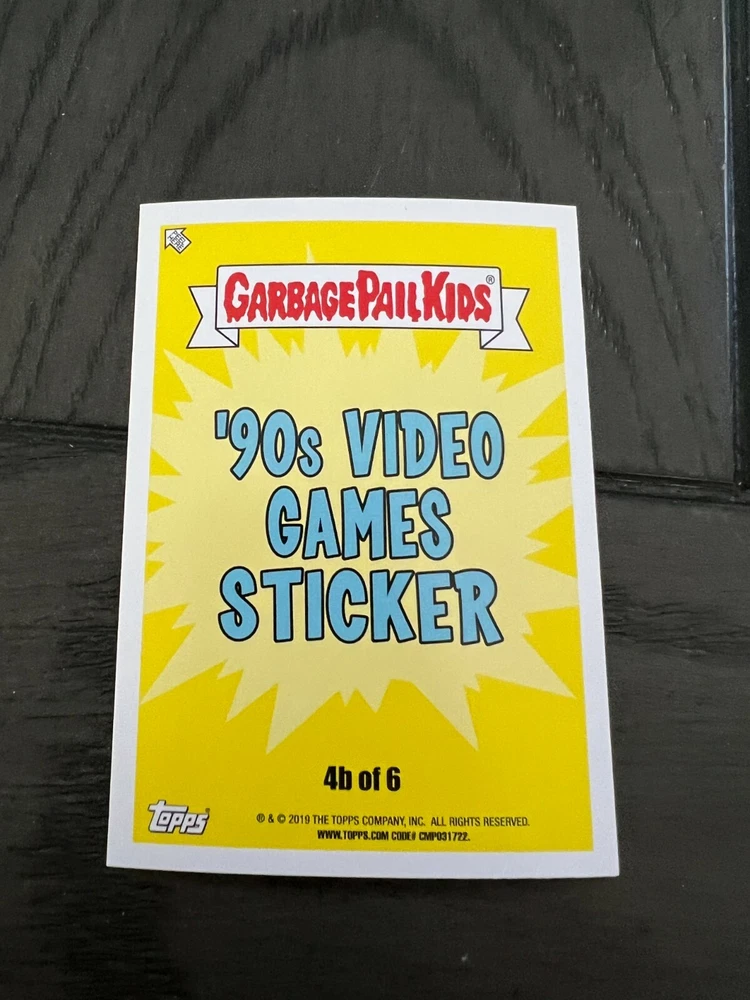 GARBAGE PAIL KIDS®
'90s VIDEO
GAMES
STICKER
4b of 6
topps®
® & © 2019 THE TOPPS COMPANY, INC. ALL RIGHTS RESERVED.
WWW.TOPPS.COM CODE# CMP031722.